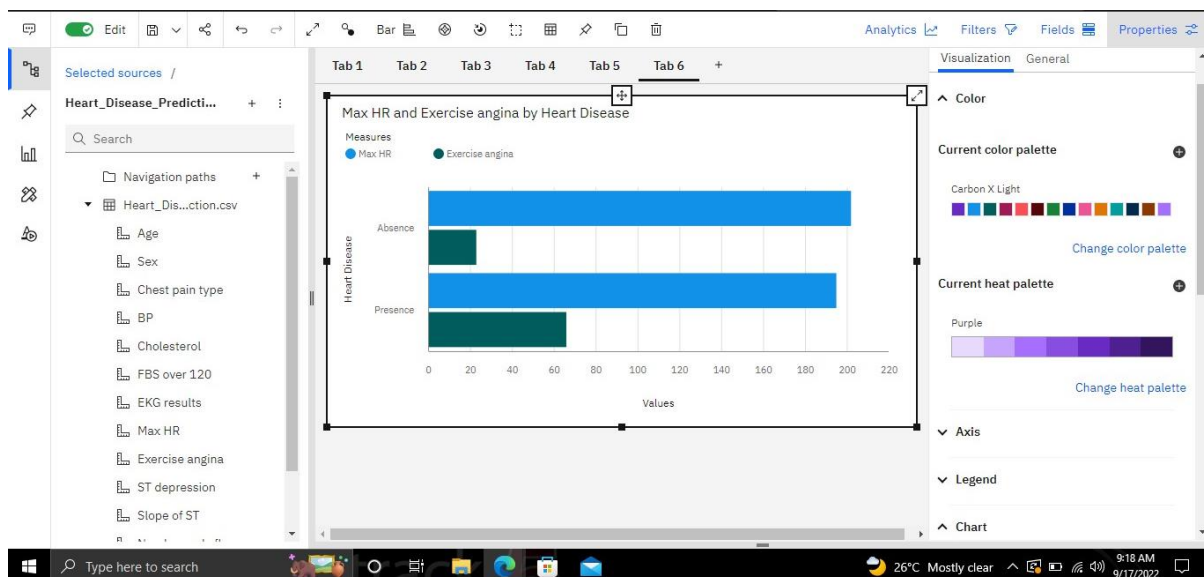 Edit
Bar
Analytics
Filters
Fields
Properties
Selected sources /
Heart_Disease_Predicti...
Search
Navigation paths
Heart_Dis...ction.csv
Age
Sex
Chest pain type
BP
Cholesterol
FBS over 120
EKG results
Max HR
Exercise angina
ST depression
Slope of ST
Tab 1 Tab 2 Tab 3 Tab 4 Tab 5 Tab 6 +
Max HR and Exercise angina by Heart Disease
Measures
Max HR Exercise angina
Heart Disease
Absence
Presence
0 20 40 60 80 100 120 140 160 180 200 220
Values
Visualization General
Color
Current color palette
Carbon X Light
Change color palette
Current heat palette
Purple
Change heat palette
Axis
Legend
Chart
Type here to search
26°C Mostly clear
9:18 AM
9/17/2022